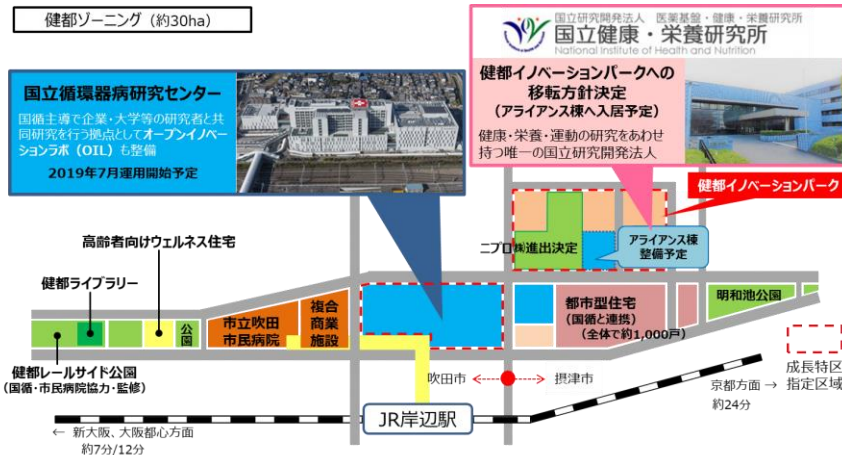 健都ゾーニング（約30ha）
国立研究開発法人　医薬基盤・健康・栄養研究所
国立健康・栄養研究所
National Institute of Health and Nutrition
健都イノベーションパークへの
移転方針決定
（アライアンス棟へ入居予定）
健康・栄養・運動の研究をあわせ
持つ唯一の国立研究開発法人
国立循環器病研究センター
国循主導で企業・大学等の研究者と共
同研究を行う拠点としてオープンイノベー
ションラボ（OIL）も整備
2019年7月運用開始予定
健都イノベーションパーク
ニプロ㈱進出決定
アライアンス棟
整備予定
高齢者向けウェルネス住宅
健都ライブラリー
公園
市立吹田
市民病院
複合
商業
施設
都市型住宅
（国循と連携）
（全体で約1,000戸）
明和池公園
健都レールサイド公園
（国循・市民病院協力・監修）
吹田市
摂津市
成長特区
指定区域
京都方面 →
約24分
JR岸辺駅
← 新大阪、大阪都心方面
約7分/12分